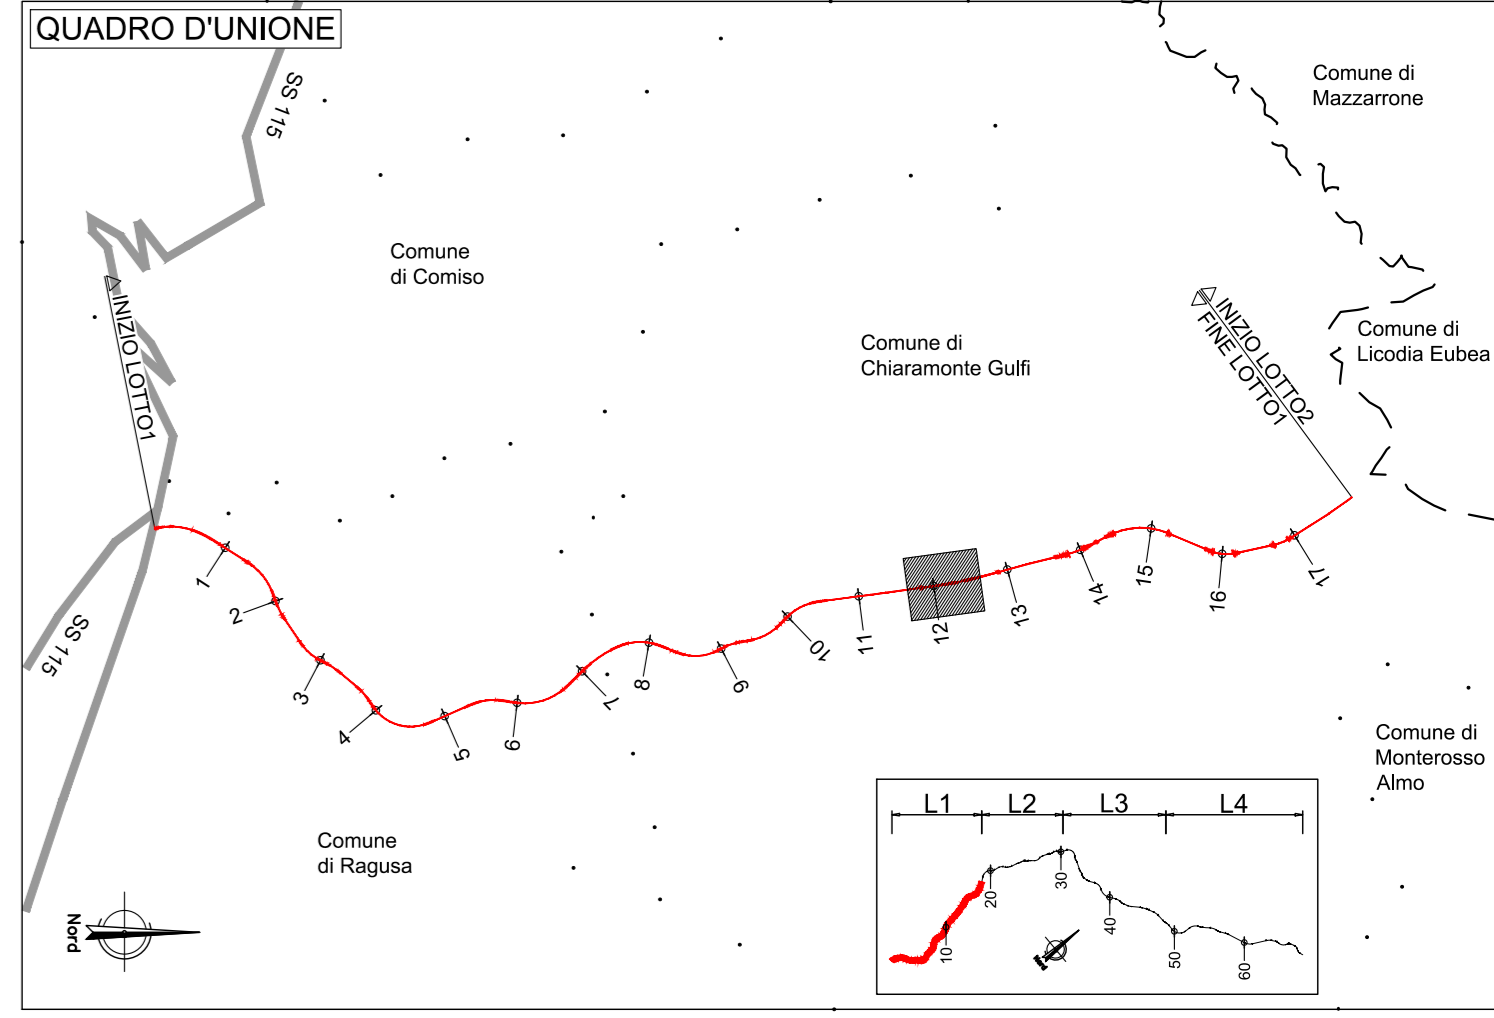 QUADRO D'UNIONE
SS 115
Comune di
Mazzarrone
Comune
di Comiso
INIZIO LOTTO1
Comune di
Chiaramonte Gulfi
INIZIO LOTTO2
FINE LOTTO1
Comune di
Licodia Eubea
1
2
3
4
5
6
7
8
9
10
11
12
13
14
15
16
17
SS 115
Comune di
Monterosso
Almo
Comune
di Ragusa
Nord
L1 L2 L3 L4
10
20
30
40
50
60
Nord